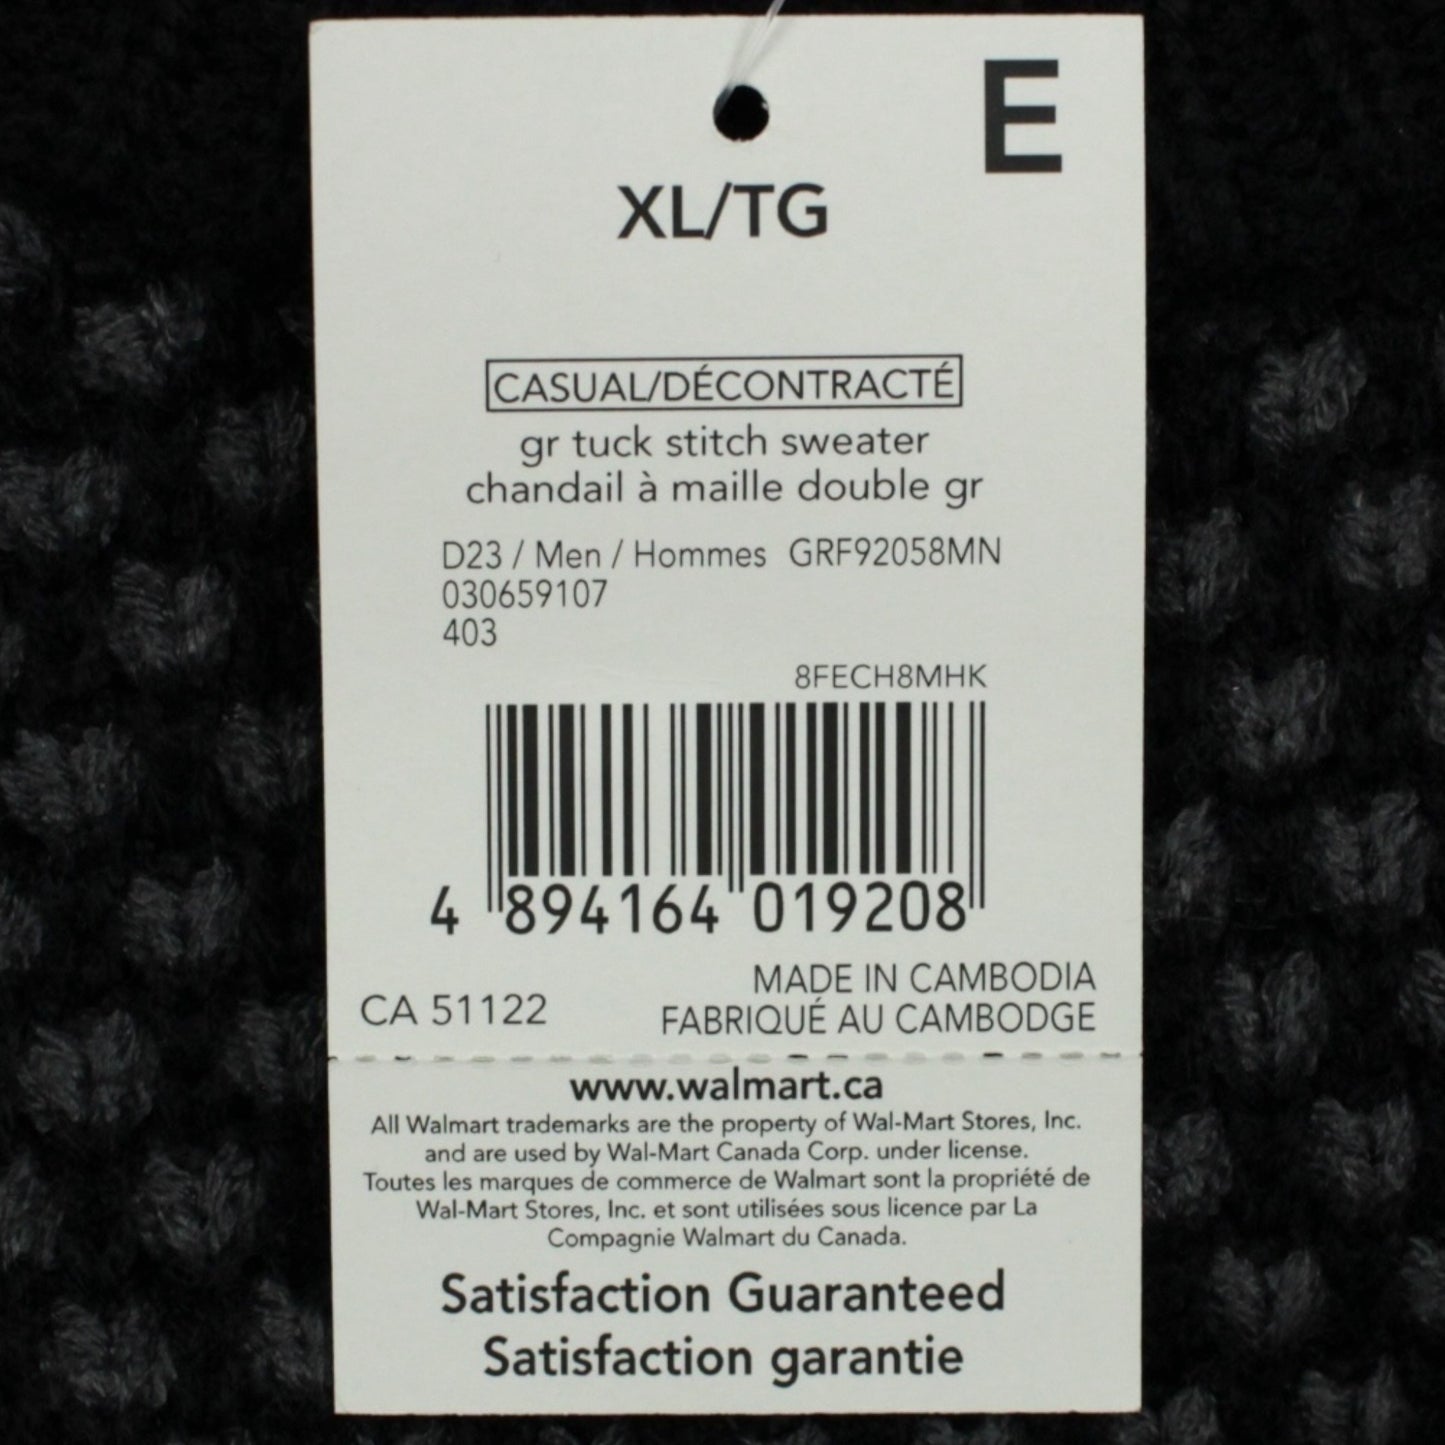 E
XL/TG
CASUAL/DÉCONTRACTÉ
gr tuck stitch sweater
chandail à maille double gr
D23 / Men / Hommes GRF92058MN
030659107
403
8FECH8MHK
4 894164 019208
MADE IN CAMBODIA
CA 51122
FABRIQUÉ AU CAMBODGE
www.walmart.ca
All Walmart trademarks are the property of Wal-Mart Stores, Inc.
and are used by Wal-Mart Canada Corp. under license.
Toutes les marques de commerce de Walmart sont la propriété de
Wal-Mart Stores, Inc. et sont utilisées sous licence par La
Compagnie Walmart du Canada.
Satisfaction Guaranteed
Satisfaction garantie